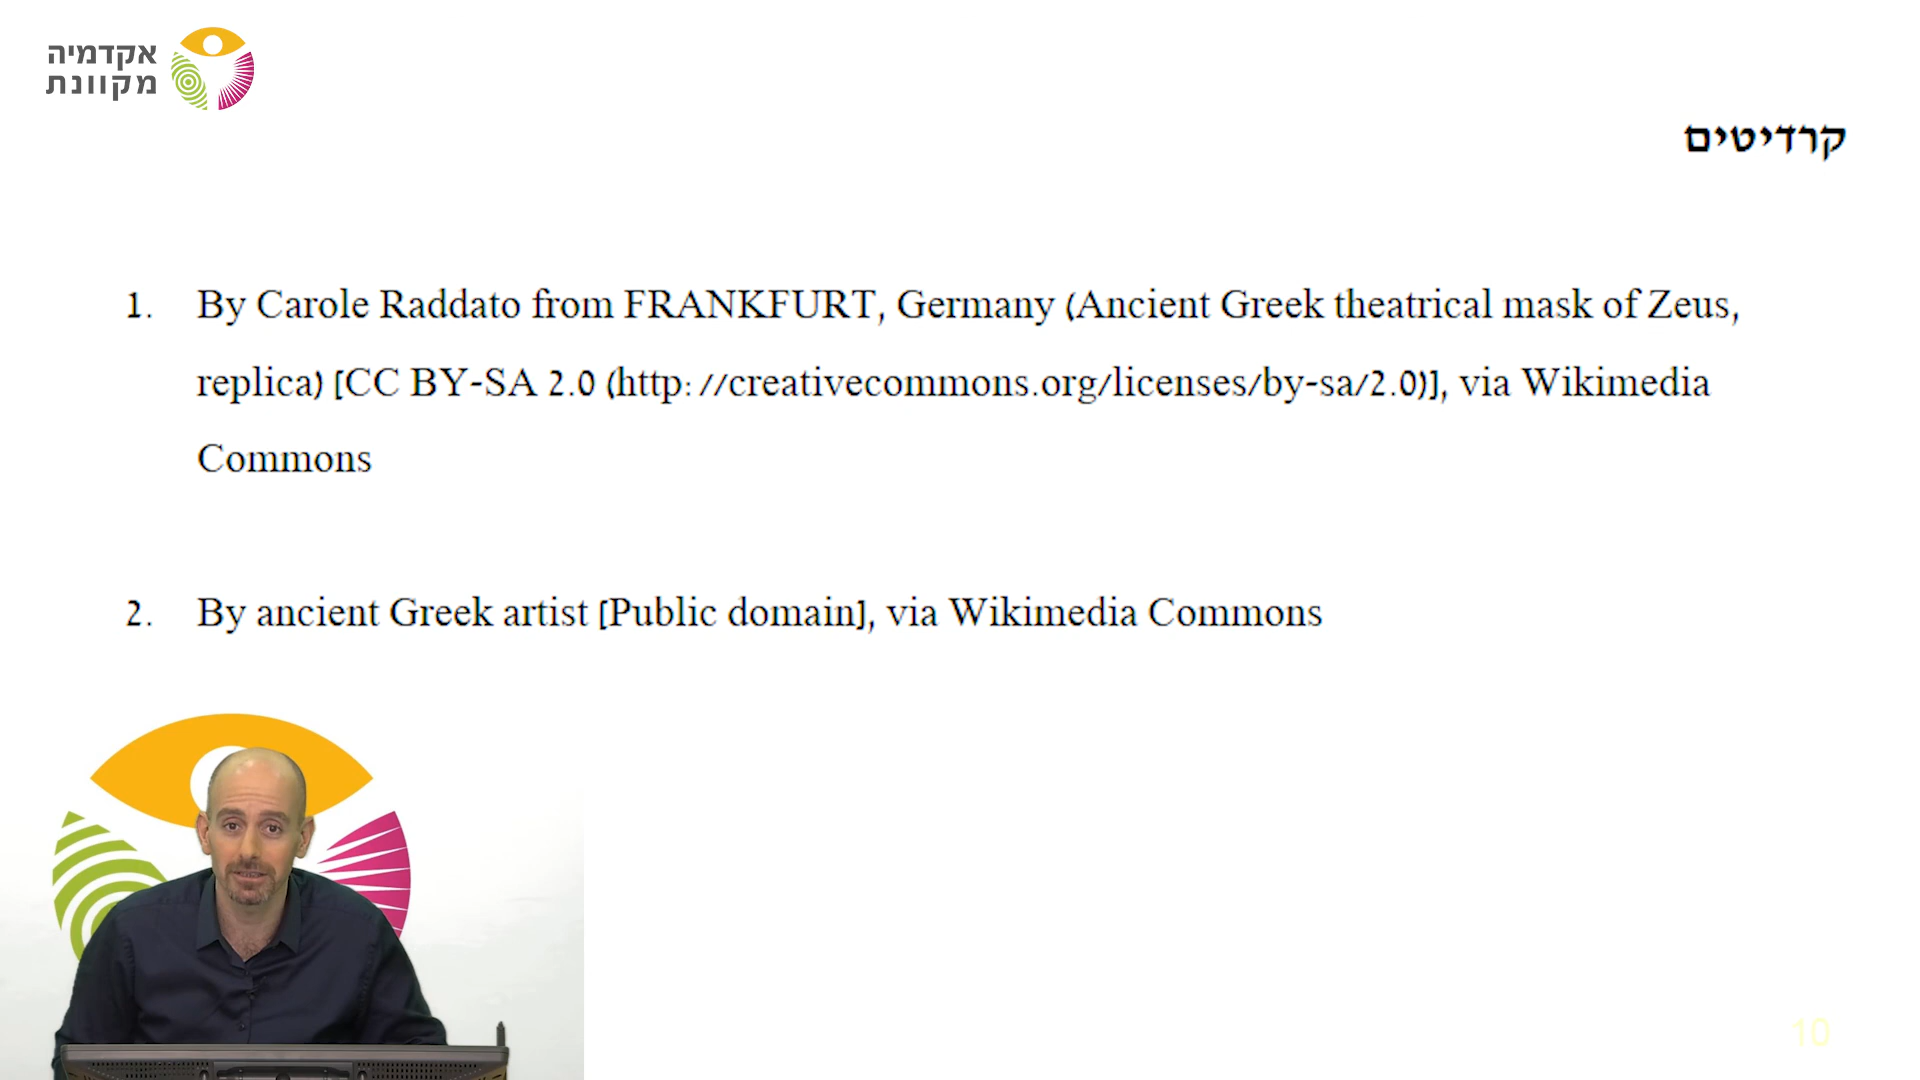 אקדמיה
מקוונת
קרדיטים
1. By Carole Raddato from FRANKFURT, Germany (Ancient Greek theatrical mask of Zeus,
replica) [CC BY-SA 2.0 (http://creativecommons.org/licenses/by-sa/2.0)], via Wikimedia
Commons
2. By ancient Greek artist [Public domain], via Wikimedia Commons
10